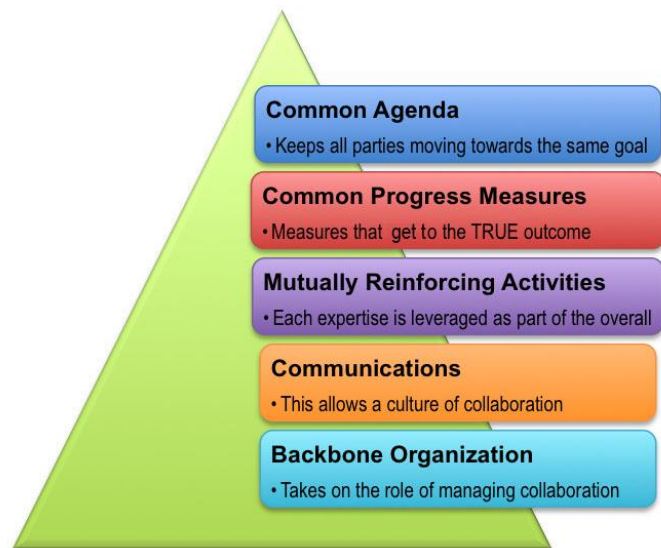 Common Agenda
• Keeps all parties moving towards the same goal
Common Progress Measures
• Measures that get to the TRUE outcome
Mutually Reinforcing Activities
• Each expertise is leveraged as part of the overall
Communications
• This allows a culture of collaboration
Backbone Organization
• Takes on the role of managing collaboration